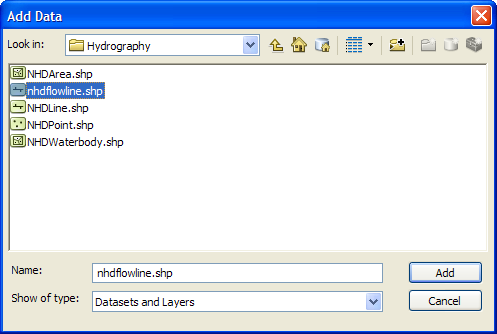 Add Data
Look in: Hydrography
NHDArea.shp
nhdflowline.shp
NHDLine.shp
NHDPoint.shp
NHDWaterbody.shp
Name: nhdflowline.shp Add
Show of type: Datasets and Layers Cancel